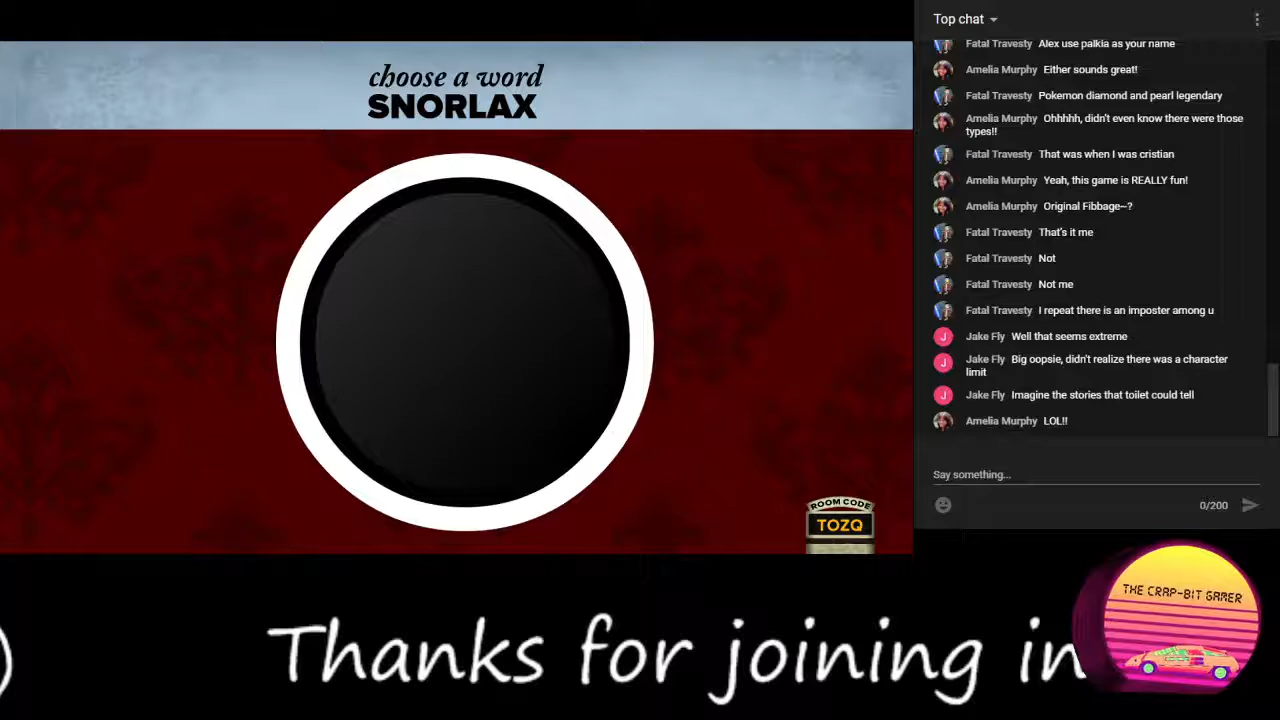 choose a word
SNORLAX
ROOM CODE
TOZQ
Top chat
Fatal Travesty Alex use palkia as your name
Amelia Murphy Either sounds great!
Fatal Travesty Pokemon diamond and pearl legendary
Amelia Murphy Ohhhhh, didn't even know there were those
types!!
Fatal Travesty That was when I was cristian
Amelia Murphy Yeah, this game is REALLY fun!
Amelia Murphy Original Fibbage~?
Fatal Travesty That's it me
Fatal Travesty Not
Fatal Travesty Not me
Fatal Travesty I repeat there is an imposter among u
J Jake Fly Well that seems extreme
J Jake Fly Big oopsie, didn't realize there was a character
limit
J Jake Fly Imagine the stories that toilet could tell
Amelia Murphy LOL!!
Say something...
0/200
) Thanks for joining in
THE CRAP-BIT GAMER